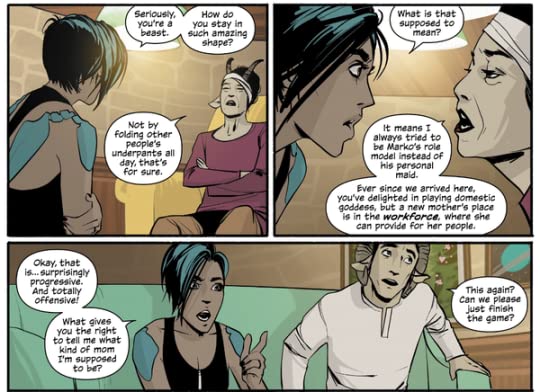 Seriously,
you're a
beast.
How do
you stay in
such amazing
shape?
Not by
folding other
people's
underpants all
day, that's
for sure.
What is that
supposed to
mean?
It means I
always tried to
be Marko's role
model instead of
his personal
maid.
Ever since we arrived here,
you've delighted in playing domestic
goddess, but a new mother's place
is in the workforce, where she
can provide for her people.
Okay, that
is...surprisingly
progressive.
And totally
offensive!
What gives
you the right
to tell me what
kind of mom
I'm supposed
to be?
This again?
Can we please
just finish
the game?